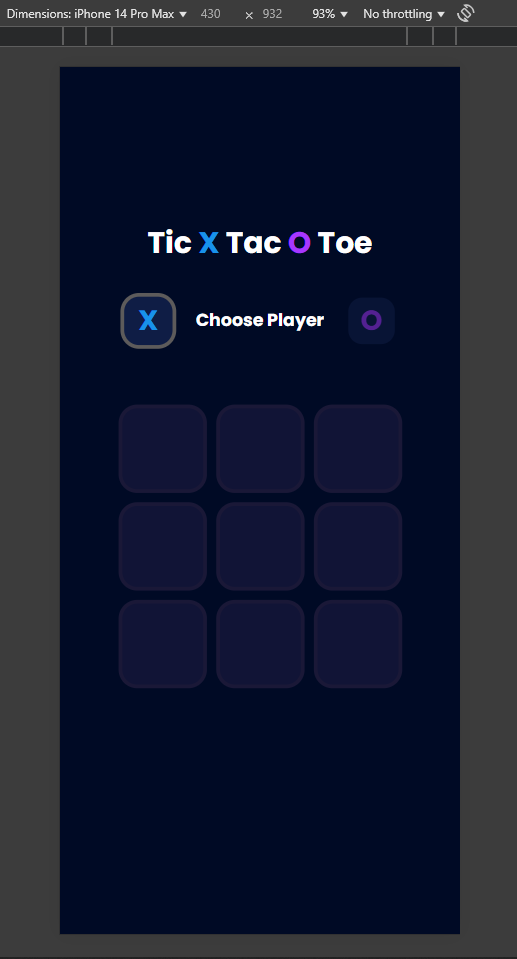 Dimensions: iPhone 14 Pro Max 430 × 932 93% No throttling
Tic X Tac O Toe
X Choose Player O